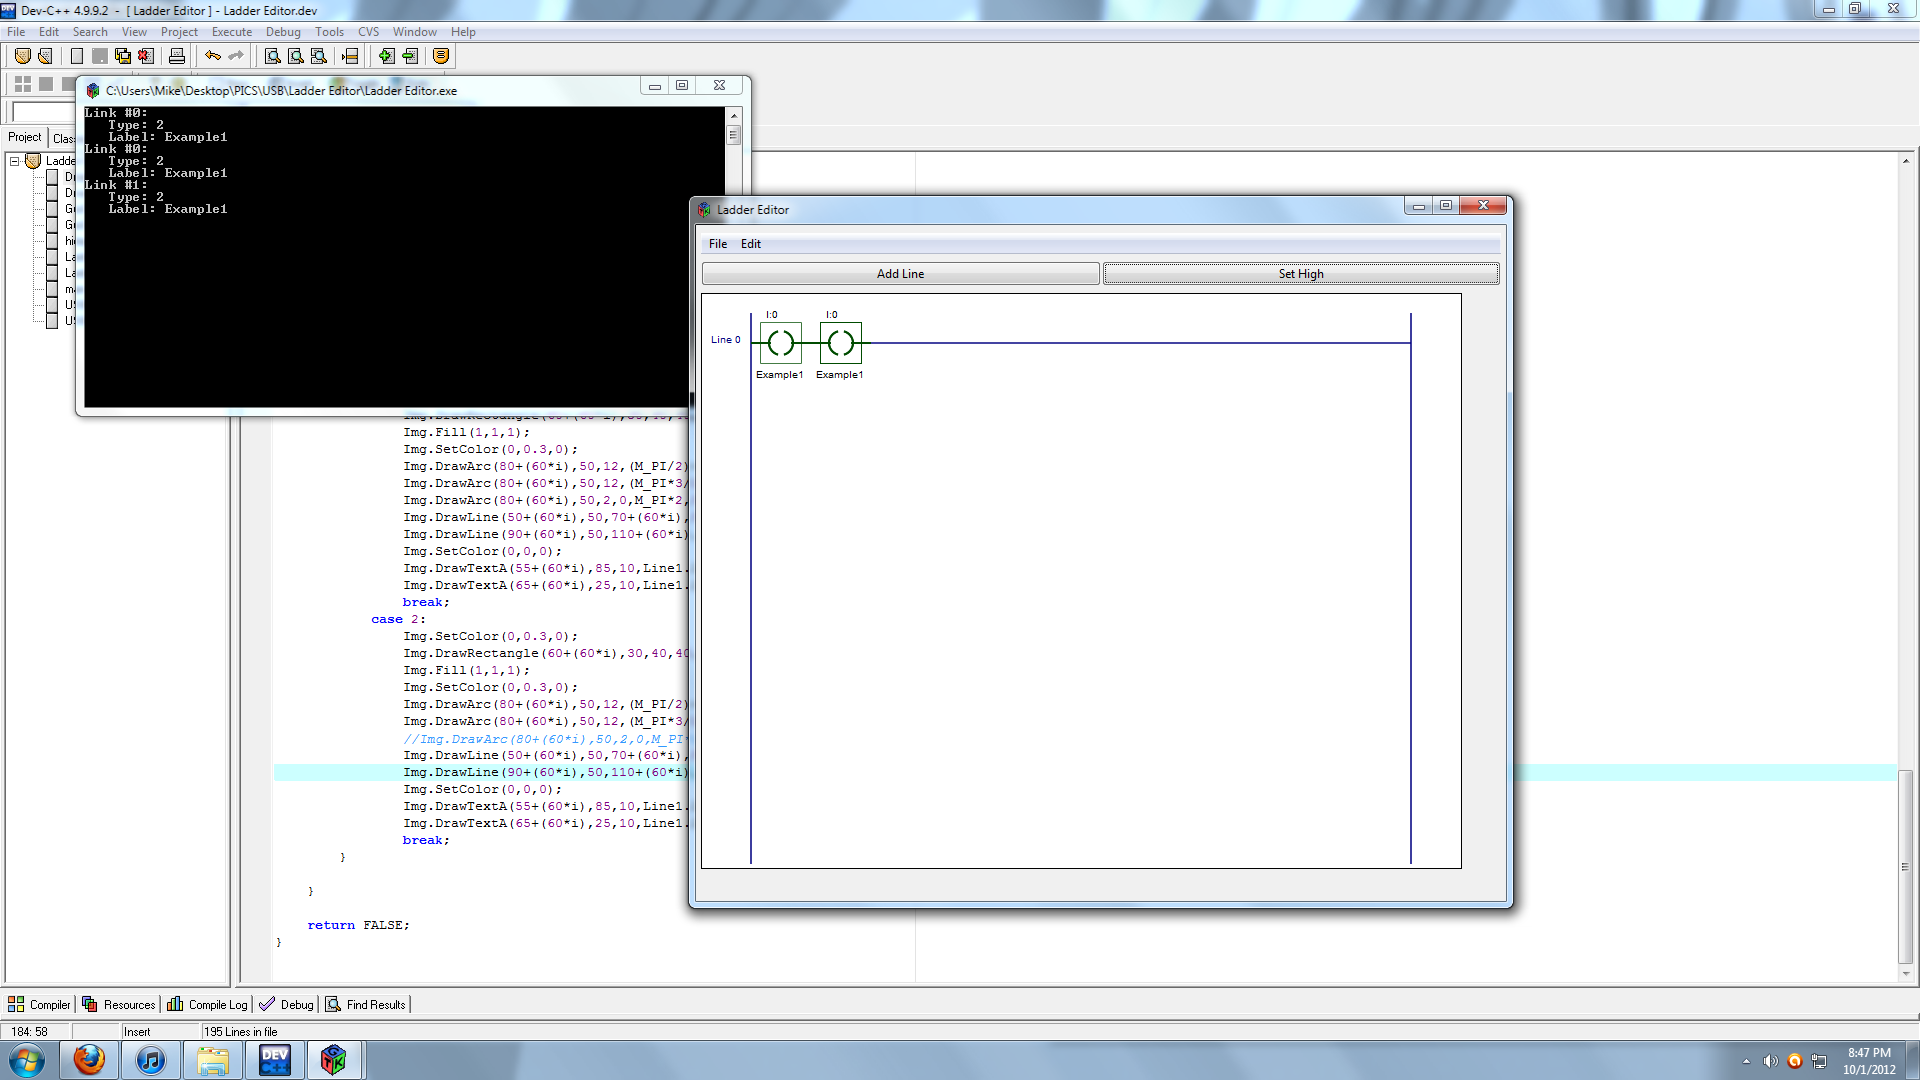 Dev-C++ 4.9.9.2 - [ Ladder Editor ] - Ladder Editor.dev
File Edit Search View Project Execute Debug Tools CVS Window Help
C:\Users\Mike\Desktop\PICS\USB\Ladder Editor\Ladder Editor.exe
Link #0:
Type: 2
Label: Example1
Link #0:
Type: 2
Label: Example1
Link #1:
Type: 2
Label: Example1
Project
Ladde
Ladder Editor
File Edit
Add Line Set High
I:0 I:0
Line 0
Example1 Example1
Img.Fill(1,1,1);
Img.SetColor(0,0.3,0);
Img.DrawArc(80+(60*i),50,12,(M_PI/2)
Img.DrawArc(80+(60*i),50,12,(M_PI*3/
Img.DrawArc(80+(60*i),50,2,0,M_PI*2,
Img.DrawLine(50+(60*i),50,70+(60*i),
Img.DrawLine(90+(60*i),50,110+(60*i)
Img.SetColor(0,0,0);
Img.DrawTextA(55+(60*i),85,10,Line1.
Img.DrawTextA(65+(60*i),25,10,Line1.
break;
case 2:
Img.SetColor(0,0.3,0);
Img.DrawRectangle(60+(60*i),30,40,40
Img.Fill(1,1,1);
Img.SetColor(0,0.3,0);
Img.DrawArc(80+(60*i),50,12,(M_PI/2)
Img.DrawArc(80+(60*i),50,12,(M_PI*3/
//Img.DrawArc(80+(60*i),50,2,0,M_PI*
Img.DrawLine(50+(60*i),50,70+(60*i),
Img.DrawLine(90+(60*i),50,110+(60*i)
Img.SetColor(0,0,0);
Img.DrawTextA(55+(60*i),85,10,Line1.
Img.DrawTextA(65+(60*i),25,10,Line1.
break;
}
}
return FALSE;
}
Compiler Resources Compile Log Debug Find Results
184: 58 Insert 195 Lines in file
DEV C++
GTK
8:47 PM
10/1/2012